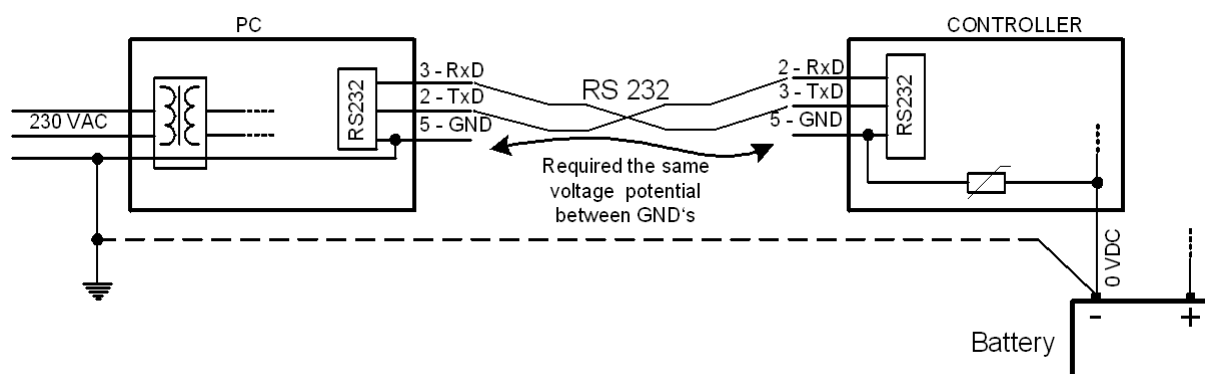 PC
CONTROLLER
230 VAC
RS232
3 - RxD
2 - TxD
5 - GND
RS 232
2 - RxD
3 - TxD
5 - GND
RS232
Required the same
voltage potential
between GND's
0 VDC
- +
Battery